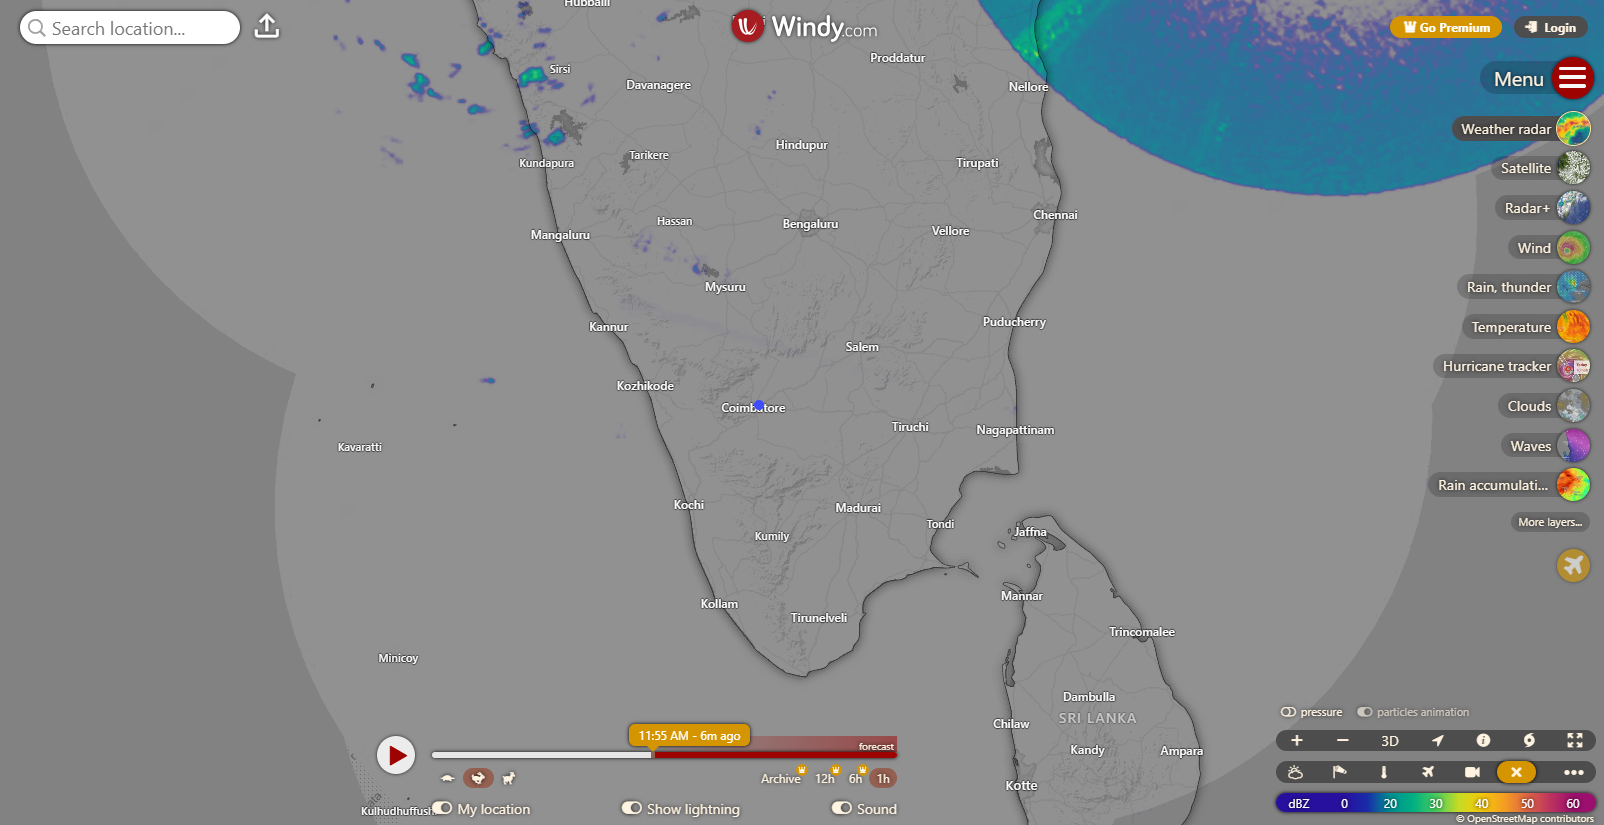 Search location...
Windy.com
Go Premium
Login
Menu
Weather radar
Satellite
Radar+
Wind
Rain, thunder
Temperature
Hurricane tracker
Clouds
Waves
Rain accumulati...
More layers...
Hubballi
Sirsi
Proddatur
Davanagere
Nellore
Hindupur
Kundapura
Tarikere
Tirupati
Hassan
Bengaluru
Chennai
Mangaluru
Vellore
Mysuru
Kannur
Puducherry
Salem
Kozhikode
Coimbatore
Tiruchi
Nagapattinam
Kavaratti
Kochi
Madurai
Kumily
Tondi
Jaffna
Kollam
Tirunelveli
Mannar
Trincomalee
Minicoy
Dambulla
Chilaw
SRI LANKA
Kandy
Ampara
Kotte
Kulhudhuffush
11:55 AM - 6m ago
forecast
Archive 12h 6h 1h
My location
Show lightning
Sound
pressure
particles animation
+ − 3D
dBZ 0 20 30 40 50 60
© OpenStreetMap contributors